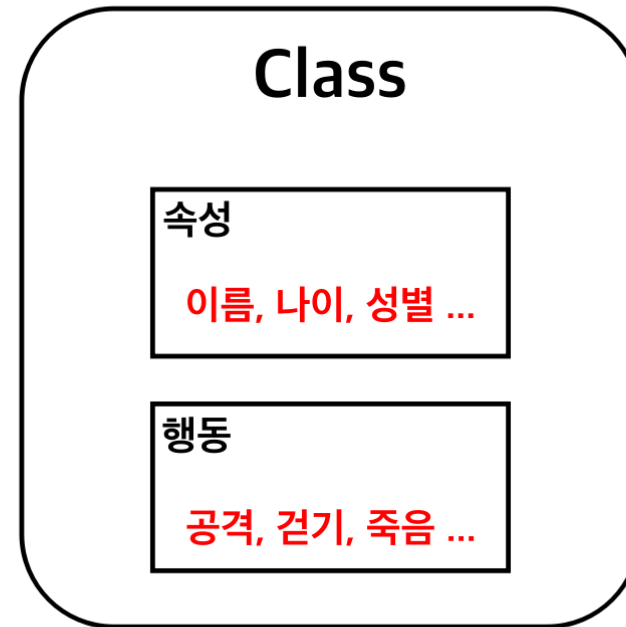 Class
속성
이름, 나이, 성별 ...
행동
공격, 걷기, 죽음 ...